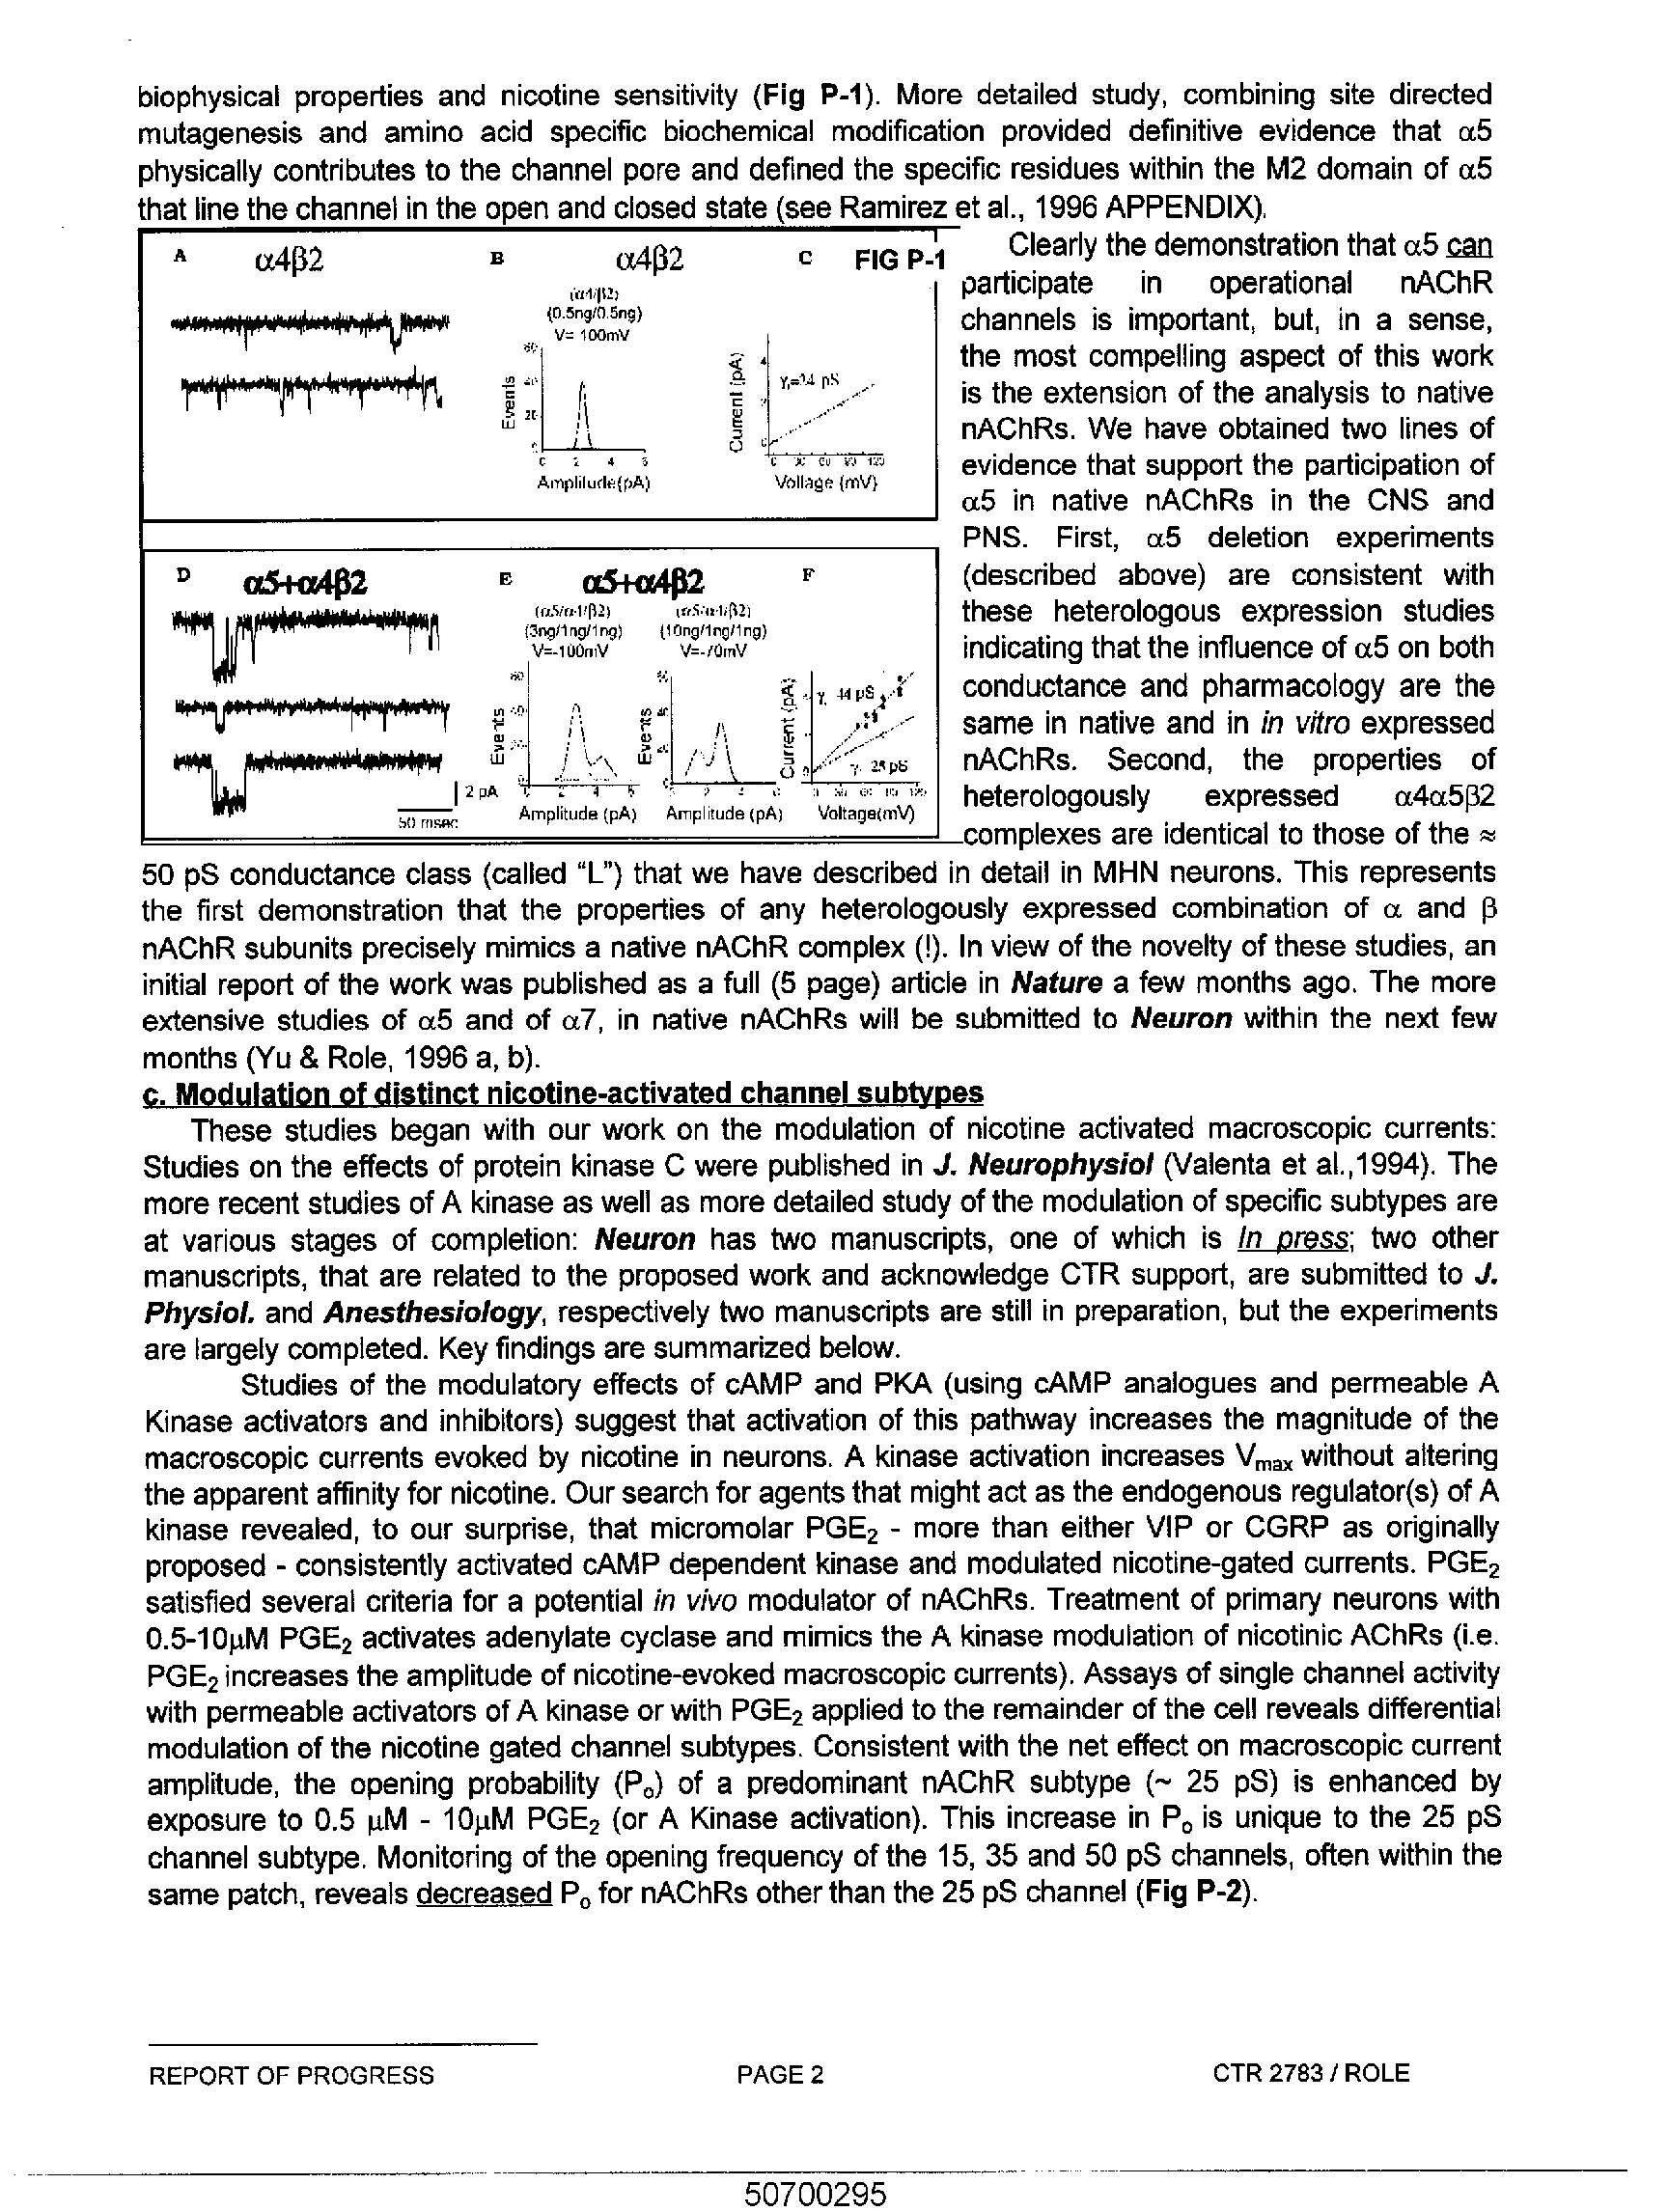 biophysical properties and nicotine sensitivity (Fig P-1). More detailed study, combining site directed
mutagenesis and amino acid specific biochemical modification provided definitive evidence that α5
physically contributes to the channel pore and defined the specific residues within the M2 domain of α5
that line the channel in the open and closed state (see Ramirez et al., 1996 APPENDIX).
A α4β2 B α4β2 C FIG P-1
(α4/β2)
(0.5ng/0.5ng)
V= 100mV
Events
Amplitude(pA)
Current (pA)
Voltage (mV)
D α5+α4β2 E α5+α4β2 F
(α5/α4/β2) (α5/α4/β2)
(3ng/1ng/1ng) (10ng/1ng/1ng)
V=-100mV V=-70mV
Events
Events
Current (pA)
44 pS
25 pS
2 pA
50 msec
Amplitude (pA) Amplitude (pA) Voltage(mV)
Clearly the demonstration that α5 can
participate in operational nAChR
channels is important, but, in a sense,
the most compelling aspect of this work
is the extension of the analysis to native
nAChRs. We have obtained two lines of
evidence that support the participation of
α5 in native nAChRs in the CNS and
PNS. First, α5 deletion experiments
(described above) are consistent with
these heterologous expression studies
indicating that the influence of α5 on both
conductance and pharmacology are the
same in native and in in vitro expressed
nAChRs. Second, the properties of
heterologously expressed α4α5β2
complexes are identical to those of the ≈
50 pS conductance class (called “L”) that we have described in detail in MHN neurons. This represents
the first demonstration that the properties of any heterologously expressed combination of α and β
nAChR subunits precisely mimics a native nAChR complex (!). In view of the novelty of these studies, an
initial report of the work was published as a full (5 page) article in Nature a few months ago. The more
extensive studies of α5 and of α7, in native nAChRs will be submitted to Neuron within the next few
months (Yu & Role, 1996 a, b).
c. Modulation of distinct nicotine-activated channel subtypes
These studies began with our work on the modulation of nicotine activated macroscopic currents:
Studies on the effects of protein kinase C were published in J. Neurophysiol (Valenta et al.,1994). The
more recent studies of A kinase as well as more detailed study of the modulation of specific subtypes are
at various stages of completion: Neuron has two manuscripts, one of which is in press; two other
manuscripts, that are related to the proposed work and acknowledge CTR support, are submitted to J.
Physiol. and Anesthesiology, respectively two manuscripts are still in preparation, but the experiments
are largely completed. Key findings are summarized below.
Studies of the modulatory effects of cAMP and PKA (using cAMP analogues and permeable A
Kinase activators and inhibitors) suggest that activation of this pathway increases the magnitude of the
macroscopic currents evoked by nicotine in neurons. A kinase activation increases Vmax without altering
the apparent affinity for nicotine. Our search for agents that might act as the endogenous regulator(s) of A
kinase revealed, to our surprise, that micromolar PGE2 - more than either VIP or CGRP as originally
proposed - consistently activated cAMP dependent kinase and modulated nicotine-gated currents. PGE2
satisfied several criteria for a potential in vivo modulator of nAChRs. Treatment of primary neurons with
0.5-10μM PGE2 activates adenylate cyclase and mimics the A kinase modulation of nicotinic AChRs (i.e.
PGE2 increases the amplitude of nicotine-evoked macroscopic currents). Assays of single channel activity
with permeable activators of A kinase or with PGE2 applied to the remainder of the cell reveals differential
modulation of the nicotine gated channel subtypes. Consistent with the net effect on macroscopic current
amplitude, the opening probability (Po) of a predominant nAChR subtype (~ 25 pS) is enhanced by
exposure to 0.5 μM - 10μM PGE2 (or A Kinase activation). This increase in Po is unique to the 25 pS
channel subtype. Monitoring of the opening frequency of the 15, 35 and 50 pS channels, often within the
same patch, reveals decreased Po for nAChRs other than the 25 pS channel (Fig P-2).
REPORT OF PROGRESS PAGE 2 CTR 2783 / ROLE
50700295